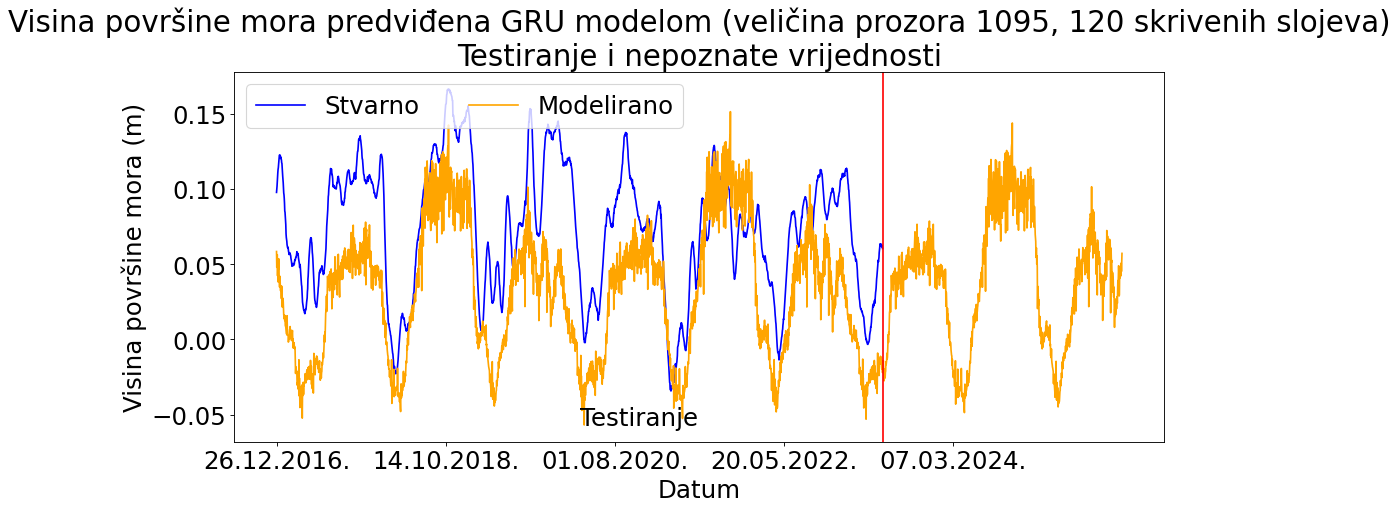 Visina površine mora predviđena GRU modelom (veličina prozora 1095, 120 skrivenih slojeva)
Testiranje i nepoznate vrijednosti
Stvarno
Modelirano
0.15
0.10
0.05
0.00
−0.05
Visina površine mora (m)
Testiranje
26.12.2016.
14.10.2018.
01.08.2020.
20.05.2022.
07.03.2024.
Datum